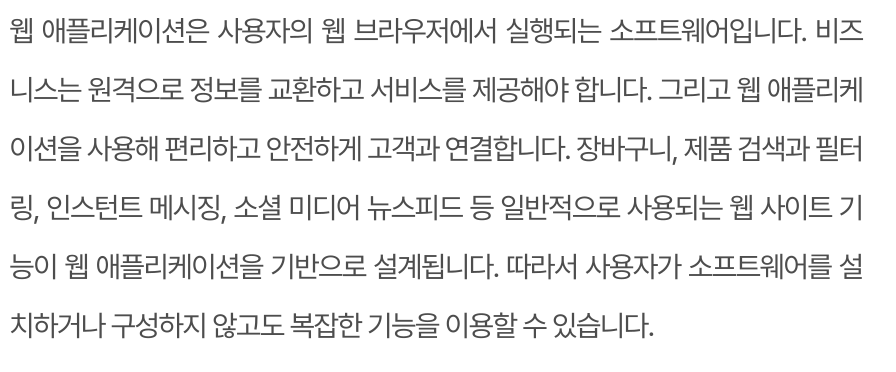 웹 애플리케이션은 사용자의 웹 브라우저에서 실행되는 소프트웨어입니다. 비즈
니스는 원격으로 정보를 교환하고 서비스를 제공해야 합니다. 그리고 웹 애플리케
이션을 사용해 편리하고 안전하게 고객과 연결합니다. 장바구니, 제품 검색과 필터
링, 인스턴트 메시징, 소셜 미디어 뉴스피드 등 일반적으로 사용되는 웹 사이트 기
능이 웹 애플리케이션을 기반으로 설계됩니다. 따라서 사용자가 소프트웨어를 설
치하거나 구성하지 않고도 복잡한 기능을 이용할 수 있습니다.